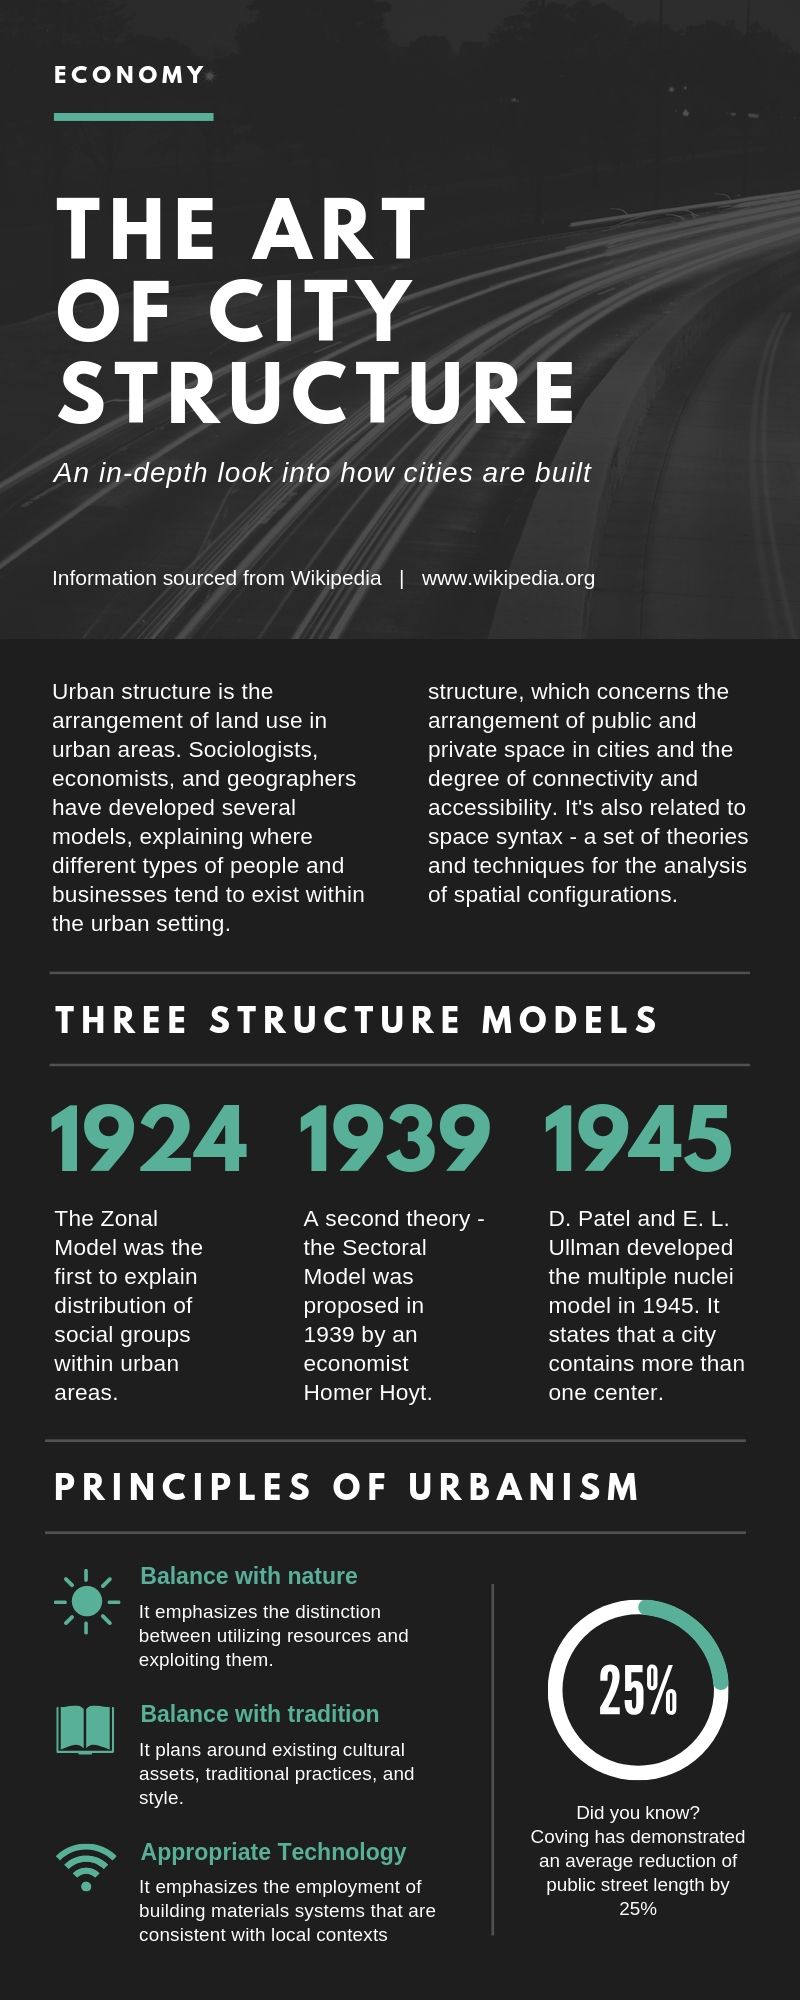 ECONOMY
THE ART
OF CITY
STRUCTURE
An in-depth look into how cities are built
Information sourced from Wikipedia | www.wikipedia.org
Urban structure is the
arrangement of land use in
urban areas. Sociologists,
economists, and geographers
have developed several
models, explaining where
different types of people and
businesses tend to exist within
the urban setting.
structure, which concerns the
arrangement of public and
private space in cities and the
degree of connectivity and
accessibility. It's also related to
space syntax - a set of theories
and techniques for the analysis
of spatial configurations.
THREE STRUCTURE MODELS
1924
The Zonal
Model was the
first to explain
distribution of
social groups
within urban
areas.
1939
A second theory -
the Sectoral
Model was
proposed in
1939 by an
economist
Homer Hoyt.
1945
D. Patel and E. L.
Ullman developed
the multiple nuclei
model in 1945. It
states that a city
contains more than
one center.
PRINCIPLES OF URBANISM
Balance with nature
It emphasizes the distinction
between utilizing resources and
exploiting them.
Balance with tradition
It plans around existing cultural
assets, traditional practices, and
style.
Appropriate Technology
It emphasizes the employment of
building materials systems that are
consistent with local contexts
25%
Did you know?
Coving has demonstrated
an average reduction of
public street length by
25%